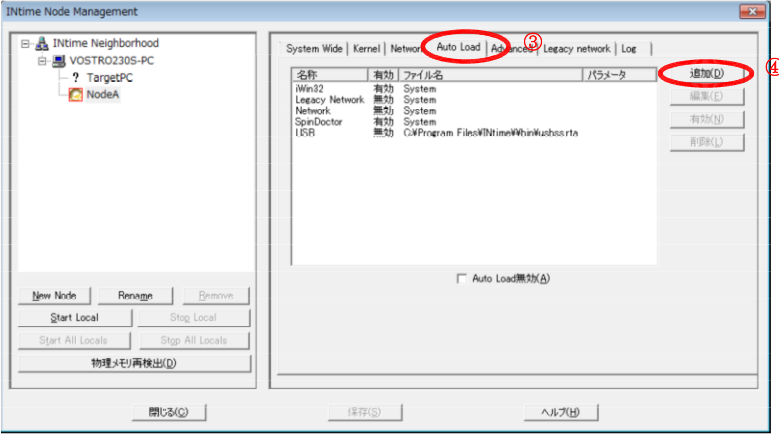 INtime Node Management
INtime Neighborhood
VOSTRO230S-PC
? TargetPC
NodeA
New Node Rename Remove
Start Local Stop Local
Start All Locals Stop All Locals
物理メモリ再検出(D)
③
System Wide Kernel Network Auto Load Advanced Legacy network Log
名称 有効 ファイル名 パラメータ
iWin32 有効 System
Legacy Network 無効 System
Network 無効 System
SpinDoctor 有効 System
USB 無効 C:¥Program Files¥INtime¥¥bin¥usbss.rta
④
追加(D)
編集(E)
有効(N)
削除(L)
Auto Load無効(A)
閉じる(C) 保存(S) ヘルプ(H)